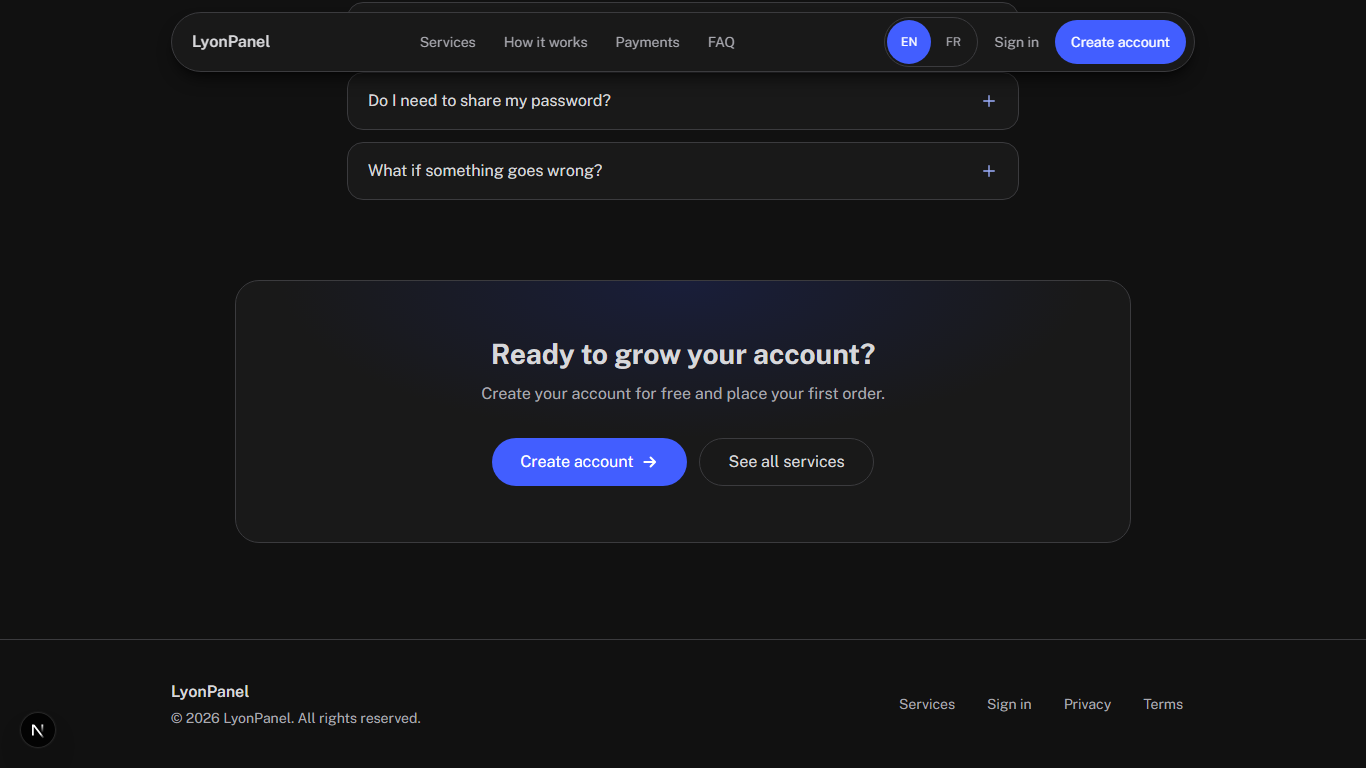 LyonPanel
Services How it works Payments FAQ
EN FR Sign in Create account
Do I need to share my password?
What if something goes wrong?
Ready to grow your account?
Create your account for free and place your first order.
Create account → See all services
LyonPanel
© 2026 LyonPanel. All rights reserved.
Services Sign in Privacy Terms
N